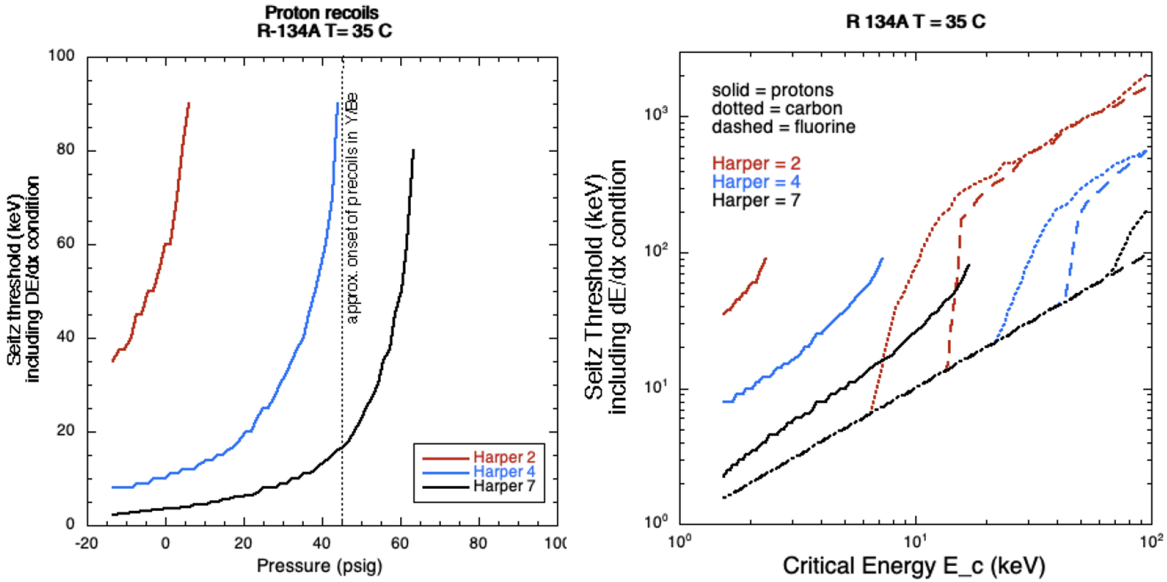 Proton recoils
R-134A T= 35 C
100
80
60
40
20
0
Seitz threshold (keV)
including DE/dx condition
approx. onset of recoils in Y/Be
Harper 2
Harper 4
Harper 7
-20
0
20
40
60
80
Pressure (psig)
R 134A T = 35 C
solid = protons
dotted = carbon
dashed = fluorine
Harper = 2
Harper = 4
Harper = 7
10³
10²
10¹
10⁰
Seitz Threshold (keV)
including dE/dx condition
10⁰
10¹
10²
Critical Energy E_c (keV)